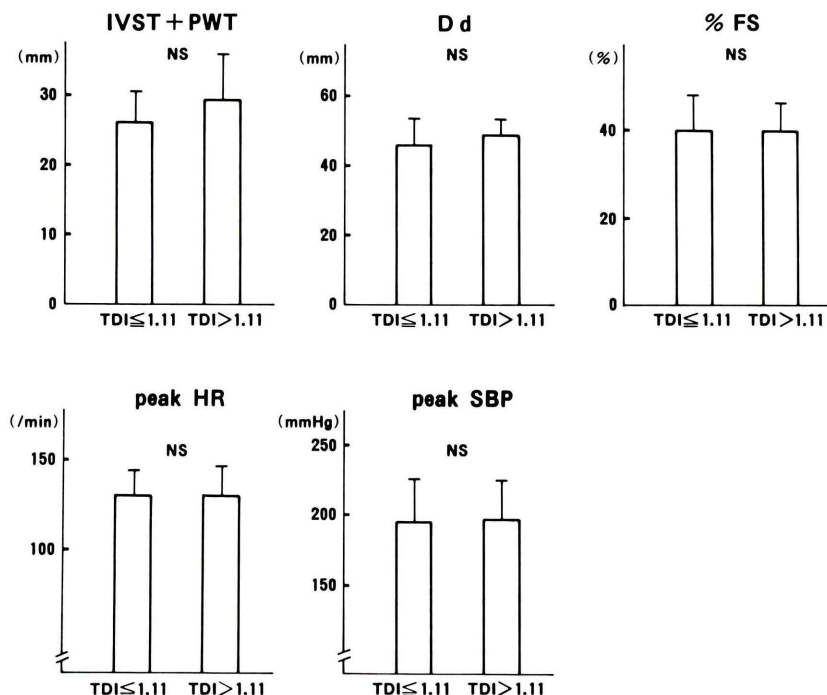 IVST + PWT
(mm)
NS
30
20
10
0
TDI≦1.11 TDI>1.11
Dd
(mm)
NS
60
40
20
0
TDI≦1.11 TDI>1.11
% FS
(%)
NS
40
20
0
TDI≦1.11 TDI>1.11
peak HR
(/min)
NS
150
100
TDI≦1.11 TDI>1.11
peak SBP
(mmHg)
NS
250
200
150
TDI≦1.11 TDI>1.11